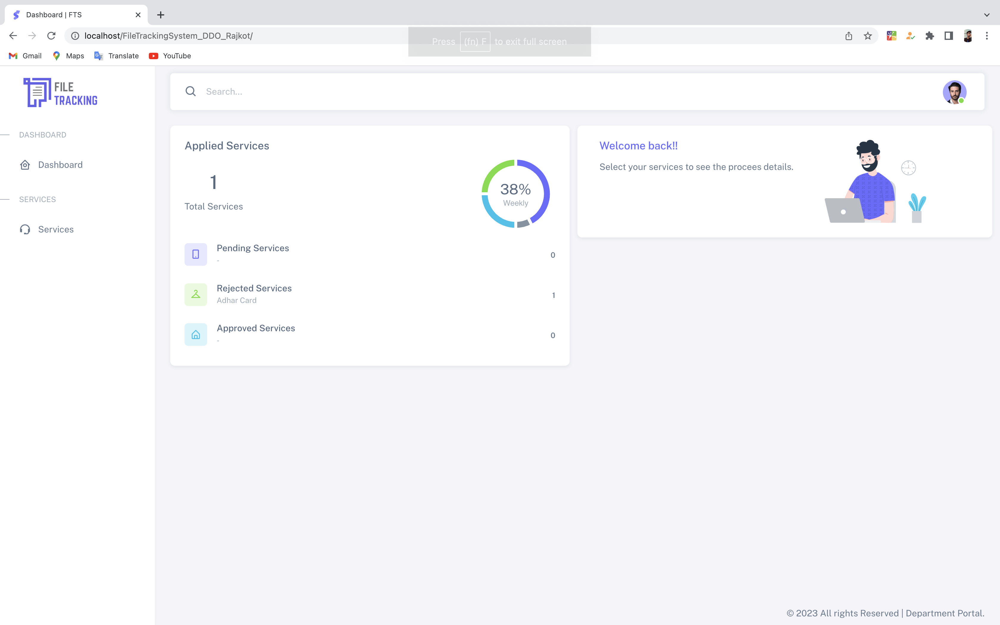 Dashboard | FTS
localhost/FileTrackingSystem_DDO_Rajkot/
Press (fn) F to exit full screen
Gmail Maps Translate YouTube
FILE
TRACKING
Search...
DASHBOARD
Dashboard
SERVICES
Services
Applied Services
1
Total Services
38%
Weekly
Pending Services
-
0
Rejected Services
Adhar Card
1
Approved Services
-
0
Welcome back!!
Select your services to see the procees details.
© 2023 All rights Reserved | Department Portal.